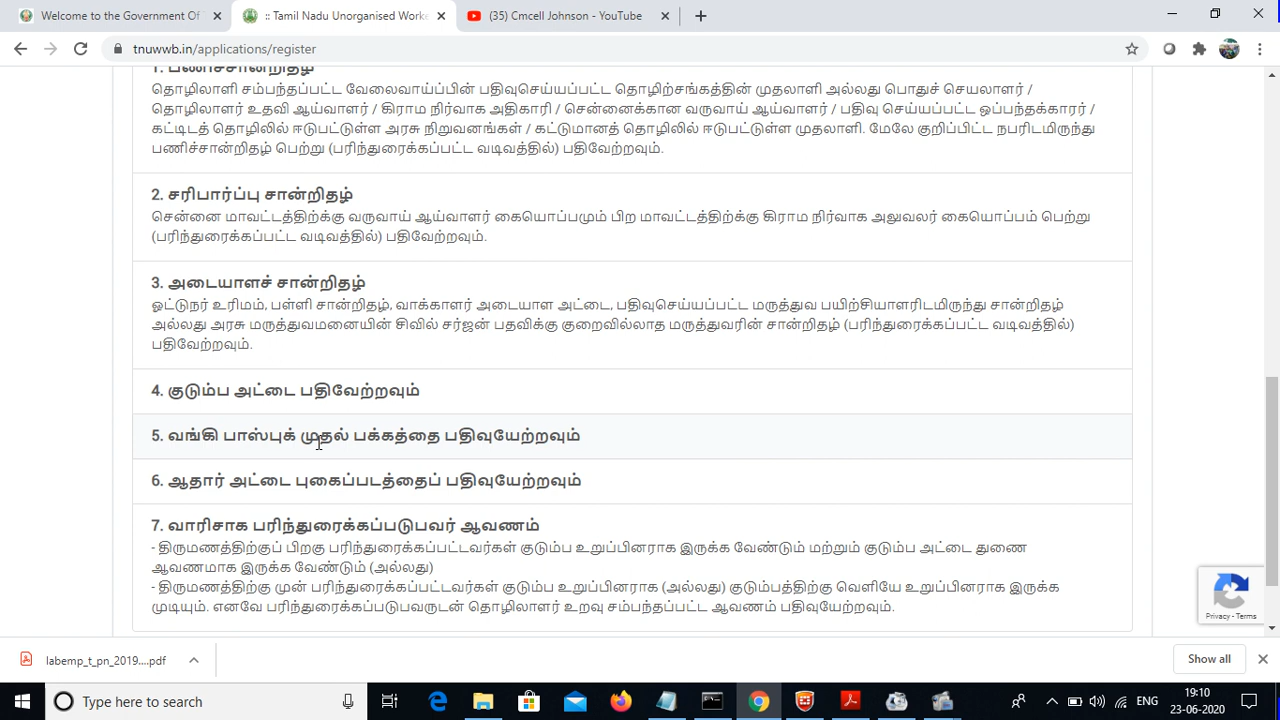 Welcome to the Government Of
:: Tamil Nadu Unorganised Worke
(35) Cmcell Johnson - YouTube
tnuwwb.in/applications/register
1. பணிச்சான்றிதழ்
தொழிலாளி சம்பந்தப்பட்ட வேலைவாய்ப்பின் பதிவுசெய்யப்பட்ட தொழிற்சங்கத்தின் முதலாளி அல்லது பொதுச் செயலாளர் /
தொழிலாளர் உதவி ஆய்வாளர் / கிராம நிர்வாக அதிகாரி / சென்னைக்கான வருவாய் ஆய்வாளர் / பதிவு செய்யப்பட்ட ஒப்பந்தக்காரர் /
கட்டிடத் தொழிலில் ஈடுபட்டுள்ள அரசு நிறுவனங்கள் / கட்டுமானத் தொழிலில் ஈடுபட்டுள்ள முதலாளி. மேலே குறிப்பிட்ட நபரிடமிருந்து
பணிச்சான்றிதழ் பெற்று (பரிந்துரைக்கப்பட்ட வடிவத்தில்) பதிவேற்றவும்.
2. சரிபார்ப்பு சான்றிதழ்
சென்னை மாவட்டத்திற்க்கு வருவாய் ஆய்வாளர் கையொப்பமும் பிற மாவட்டத்திற்க்கு கிராம நிர்வாக அலுவலர் கையொப்பம் பெற்று
(பரிந்துரைக்கப்பட்ட வடிவத்தில்) பதிவேற்றவும்.
3. அடையாளச் சான்றிதழ்
ஓட்டுநர் உரிமம், பள்ளி சான்றிதழ், வாக்காளர் அடையாள அட்டை, பதிவுசெய்யப்பட்ட மருத்துவ பயிற்சியாளரிடமிருந்து சான்றிதழ்
அல்லது அரசு மருத்துவமனையின் சிவில் சர்ஜன் பதவிக்கு குறைவில்லாத மருத்துவரின் சான்றிதழ் (பரிந்துரைக்கப்பட்ட வடிவத்தில்)
பதிவேற்றவும்.
4. குடும்ப அட்டை பதிவேற்றவும்
5. வங்கி பாஸ்புக் முதல் பக்கத்தை பதிவுயேற்றவும்
6. ஆதார் அட்டை புகைப்படத்தைப் பதிவுயேற்றவும்
7. வாரிசாக பரிந்துரைக்கப்படுபவர் ஆவணம்
- திருமணத்திற்குப் பிறகு பரிந்துரைக்கப்பட்டவர்கள் குடும்ப உறுப்பினராக இருக்க வேண்டும் மற்றும் குடும்ப அட்டை துணை
ஆவணமாக இருக்க வேண்டும் (அல்லது)
- திருமணத்திற்கு முன் பரிந்துரைக்கப்பட்டவர்கள் குடும்ப உறுப்பினராக (அல்லது) குடும்பத்திற்கு வெளியே உறுப்பினராக இருக்க
முடியும். எனவே பரிந்துரைக்கப்படுபவருடன் தொழிலாளர் உறவு சம்பந்தப்பட்ட ஆவணம் பதிவுயேற்றவும்.
Privacy - Terms
labemp_t_pn_2019....pdf
Show all
Type here to search
ENG
19:10
23-06-2020